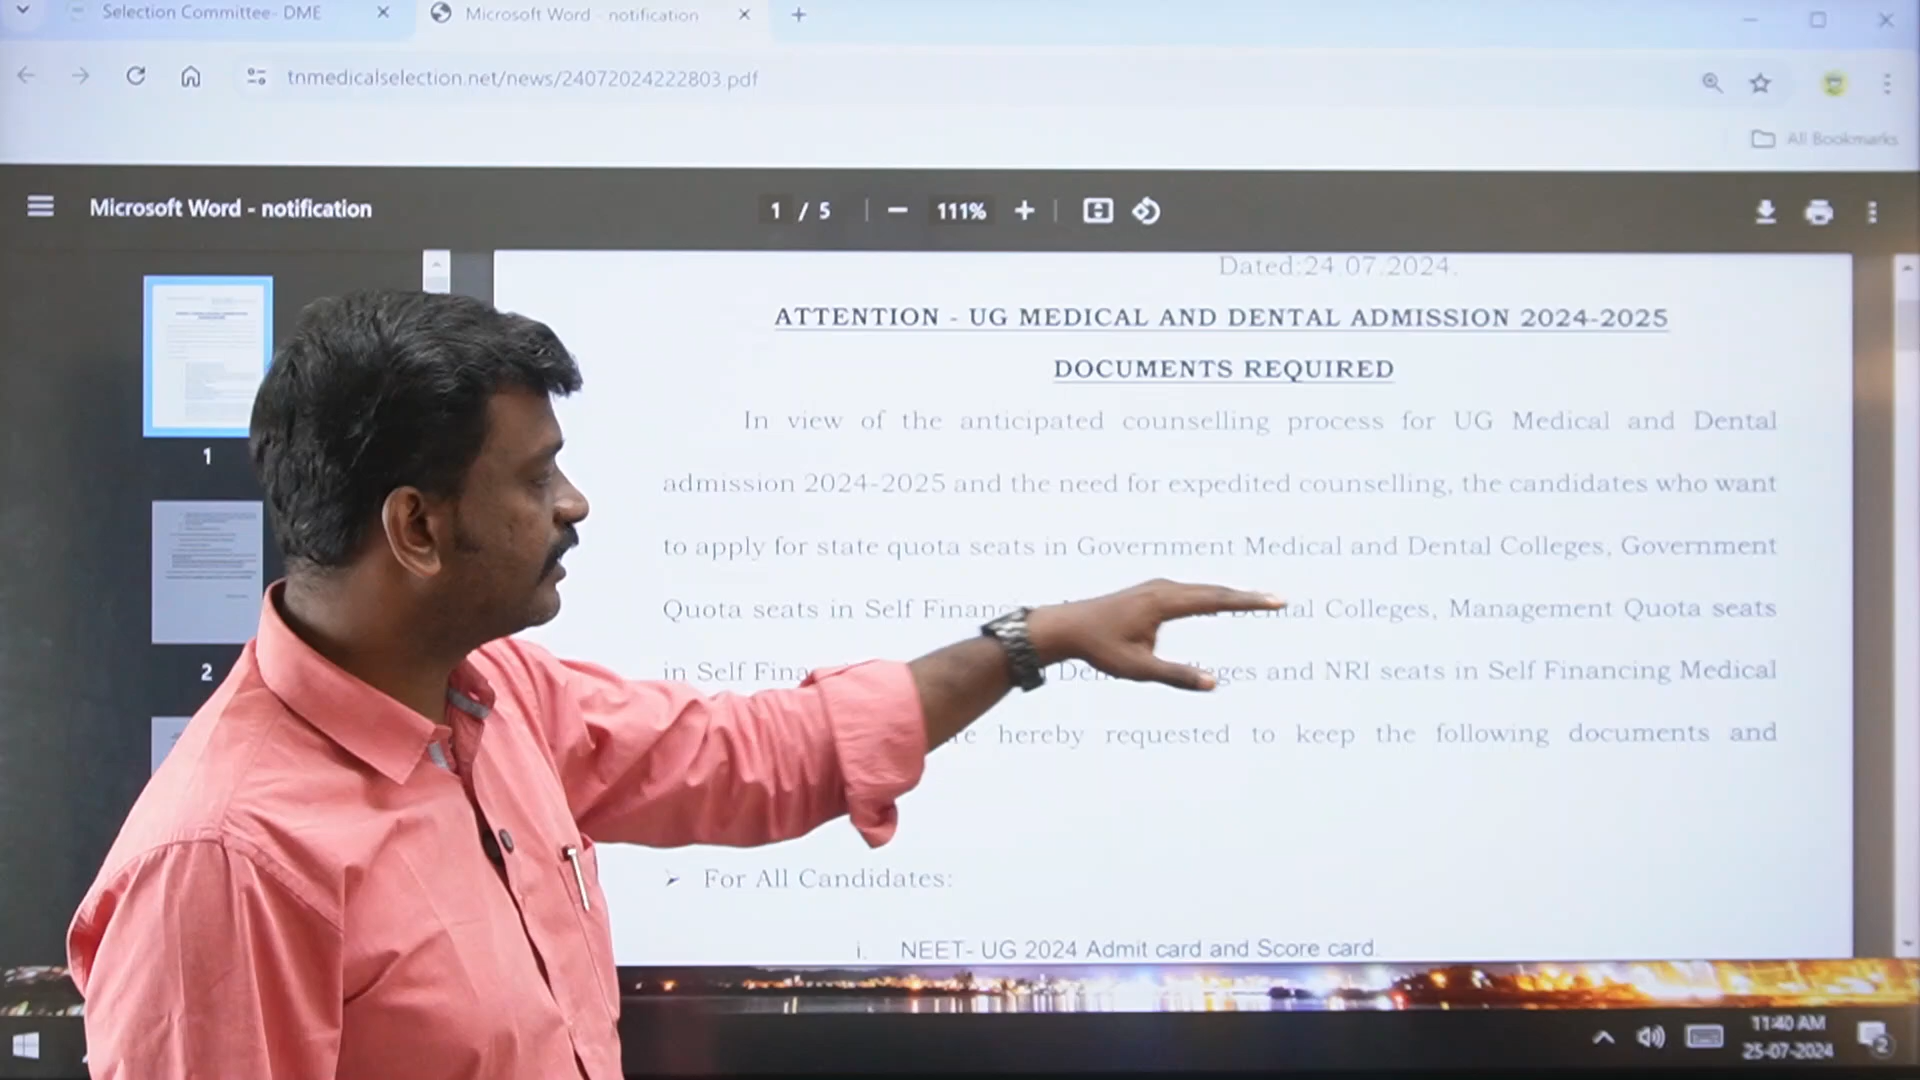 Selection Committee- DME
Microsoft Word - notification
tnmedicalselection.net/news/24072024222803.pdf
All Bookmarks
Microsoft Word - notification
1 / 5
111%
1
2
Dated:24.07.2024.
ATTENTION - UG MEDICAL AND DENTAL ADMISSION 2024-2025
DOCUMENTS REQUIRED
In view of the anticipated counselling process for UG Medical and Dental
admission 2024-2025 and the need for expedited counselling, the candidates who want
to apply for state quota seats in Government Medical and Dental Colleges, Government
Quota seats in Self Colleges, Management Quota seats
in Self and NRI seats in Self Financing Medical
hereby requested to keep the following documents and
➢ For All Candidates:
i. NEET- UG 2024 Admit card and Score card.
11:40 AM
25-07-2024
2